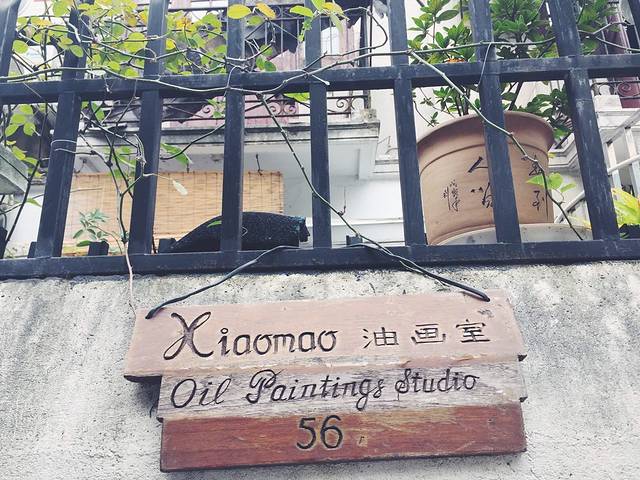 Xiaomao 油画室
Oil Paintings Studio
56